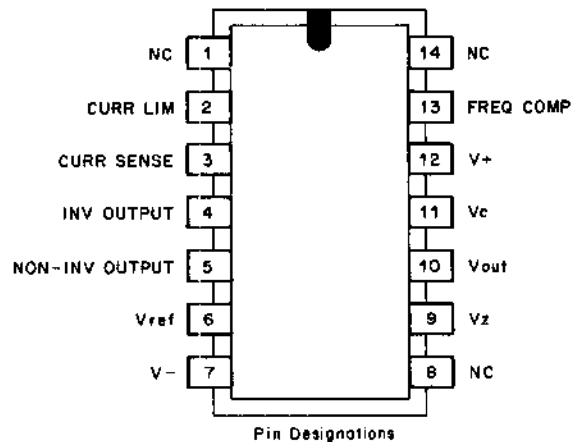 NC 1 14 NC
CURR LIM 2 13 FREQ COMP
CURR SENSE 3 12 V+
INV OUTPUT 4 11 Vc
NON-INV OUTPUT 5 10 Vout
Vref 6 9 Vz
V- 7 8 NC
Pin Designations